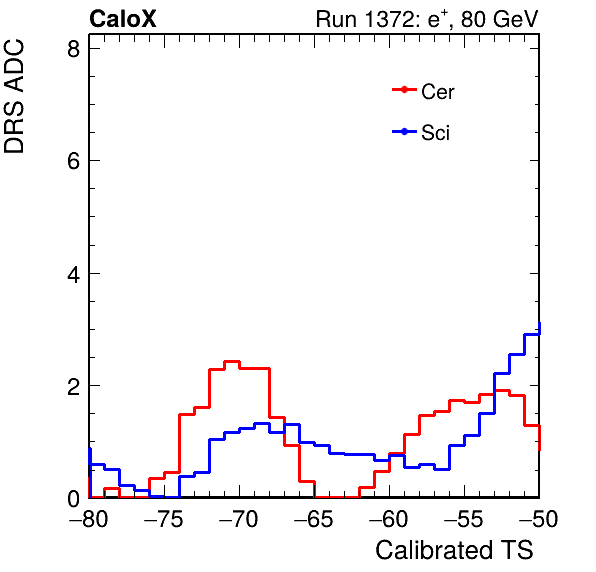 CaloX Run 1372: e⁺, 80 GeV
DRS ADC
Cer
Sci
8
6
4
2
0
−80 −75 −70 −65 −60 −55 −50
Calibrated TS